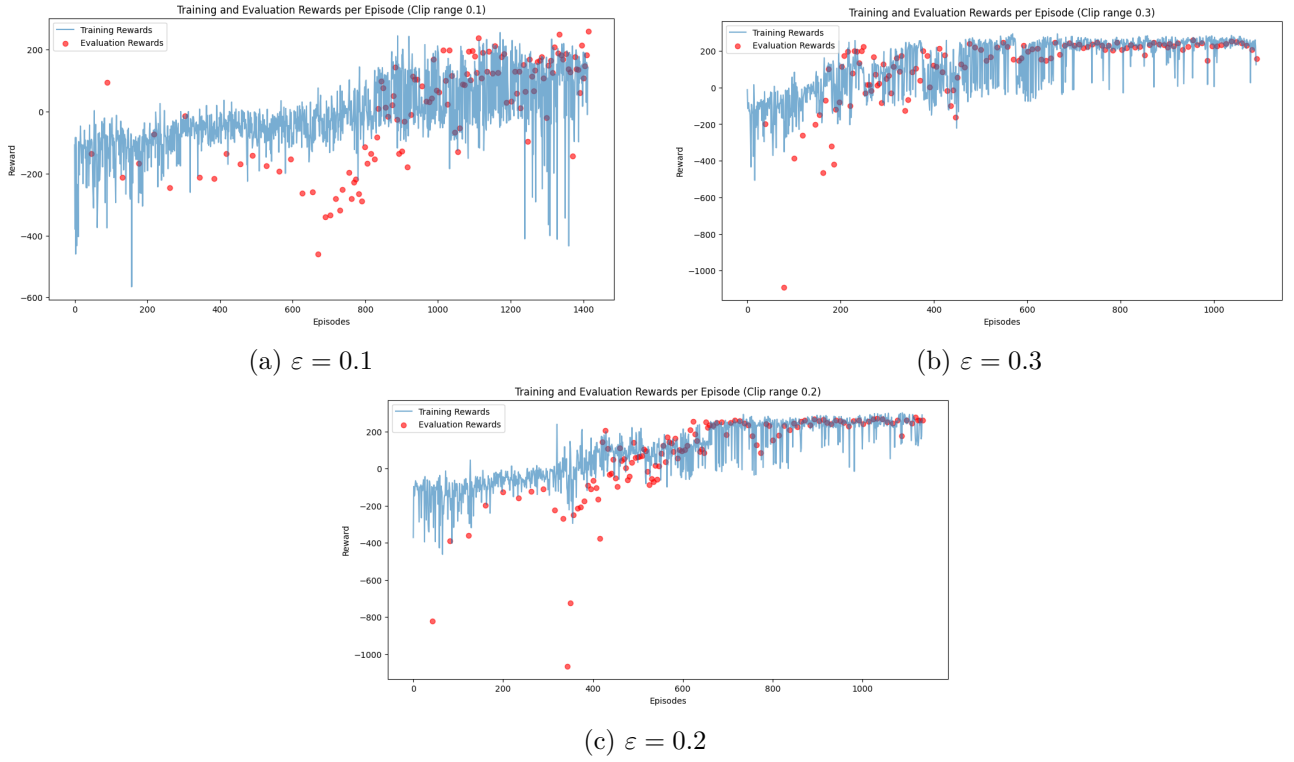 Training and Evaluation Rewards per Episode (Clip range 0.1)
Training Rewards
Evaluation Rewards
Reward
200
0
−200
−400
−600
0 200 400 600 800 1000 1200 1400
Episodes
(a) ε = 0.1
Training and Evaluation Rewards per Episode (Clip range 0.3)
Training Rewards
Evaluation Rewards
Reward
200
0
−200
−400
−600
−800
−1000
0 200 400 600 800 1000
Episodes
(b) ε = 0.3
Training and Evaluation Rewards per Episode (Clip range 0.2)
Training Rewards
Evaluation Rewards
Reward
200
0
−200
−400
−600
−800
−1000
0 200 400 600 800 1000
Episodes
(c) ε = 0.2